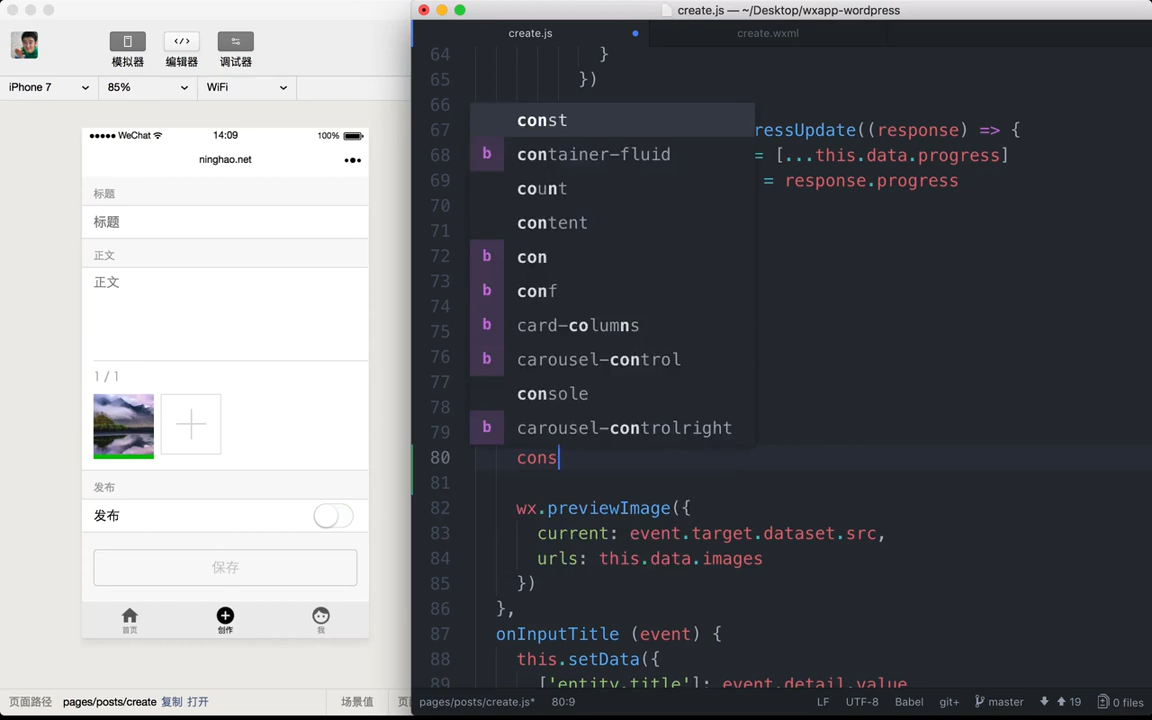 create.js — ~/Desktop/wxapp-wordpress
模拟器 编辑器 调试器
iPhone 7 85% WiFi
WeChat 14:09 100%
ninghao.net
标题
标题
正文
正文
1 / 1
发布
发布
保存
首页 创作 我
页面路径 pages/posts/create 复制 打开 场景值
create.js create.wxml
64 }
65 })
66
67 ressUpdate((response) => {
68 = [...this.data.progress]
69 = response.progress
70
71
72
73
74
75
76
77
78
79
const
b container-fluid
count
content
b con
b conf
b card-columns
b carousel-control
console
b carousel-controlright
80 cons
81
82 wx.previewImage({
83 current: event.target.dataset.src,
84 urls: this.data.images
85 })
86 },
87 onInputTitle (event) {
88 this.setData({
['entity.title']: event.detail.value
pages/posts/create.js* 80:9 LF UTF-8 Babel git+ master 19 0 files